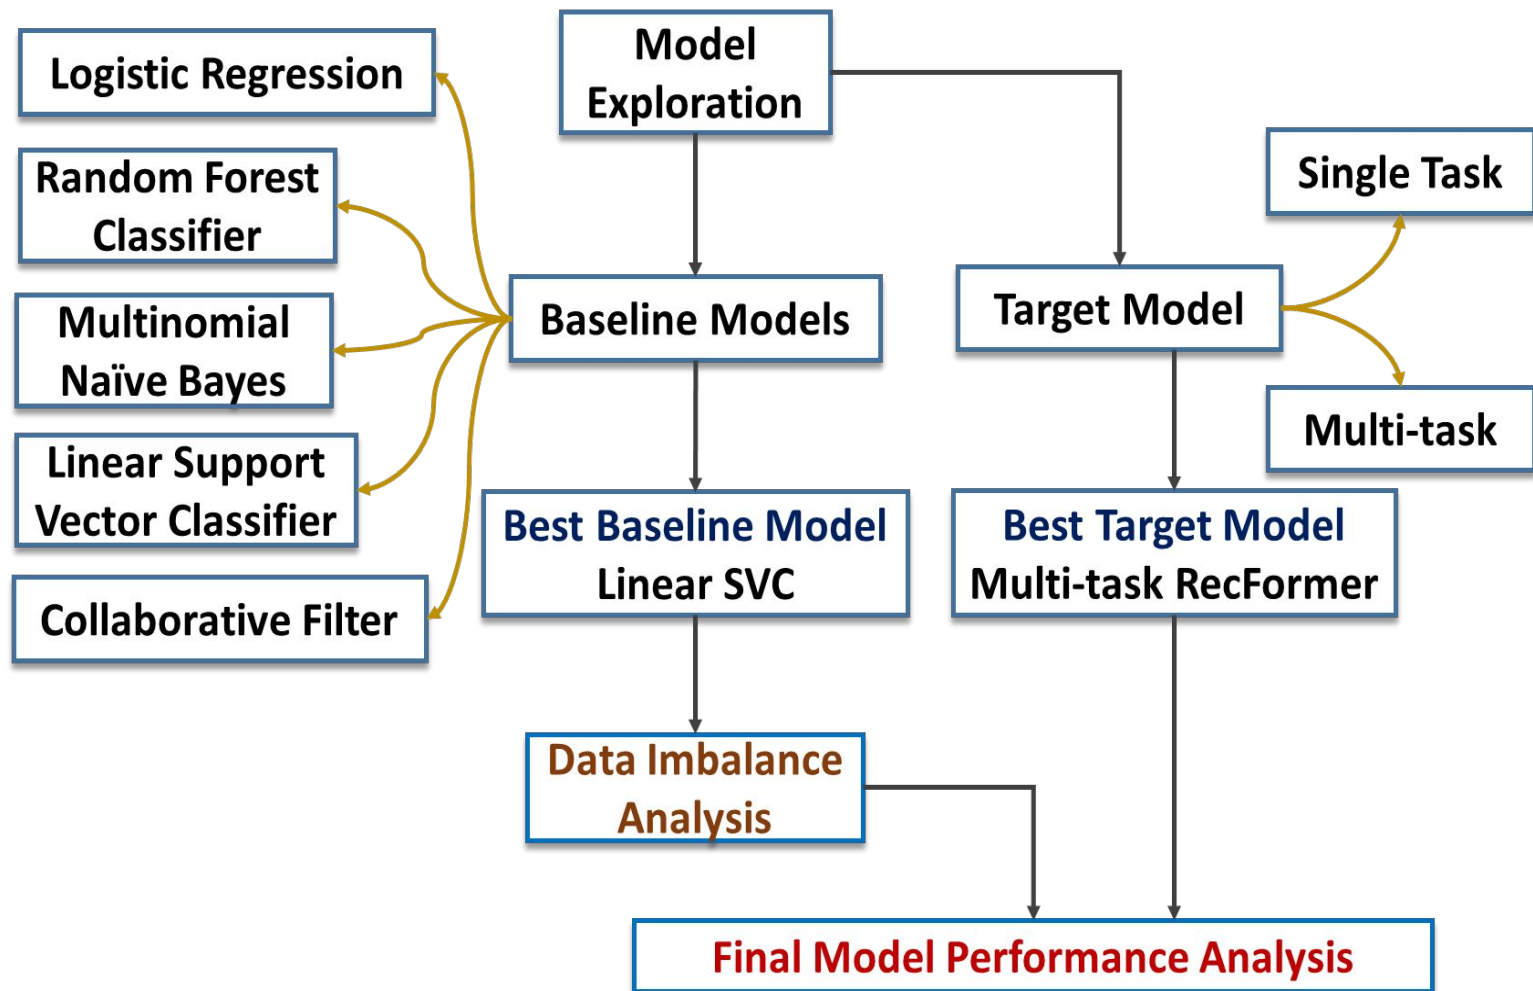 Model
Exploration
Logistic Regression
Random Forest
Classifier
Multinomial
Naïve Bayes
Linear Support
Vector Classifier
Collaborative Filter
Baseline Models
Target Model
Single Task
Multi-task
Best Baseline Model
Linear SVC
Best Target Model
Multi-task RecFormer
Data Imbalance
Analysis
Final Model Performance Analysis